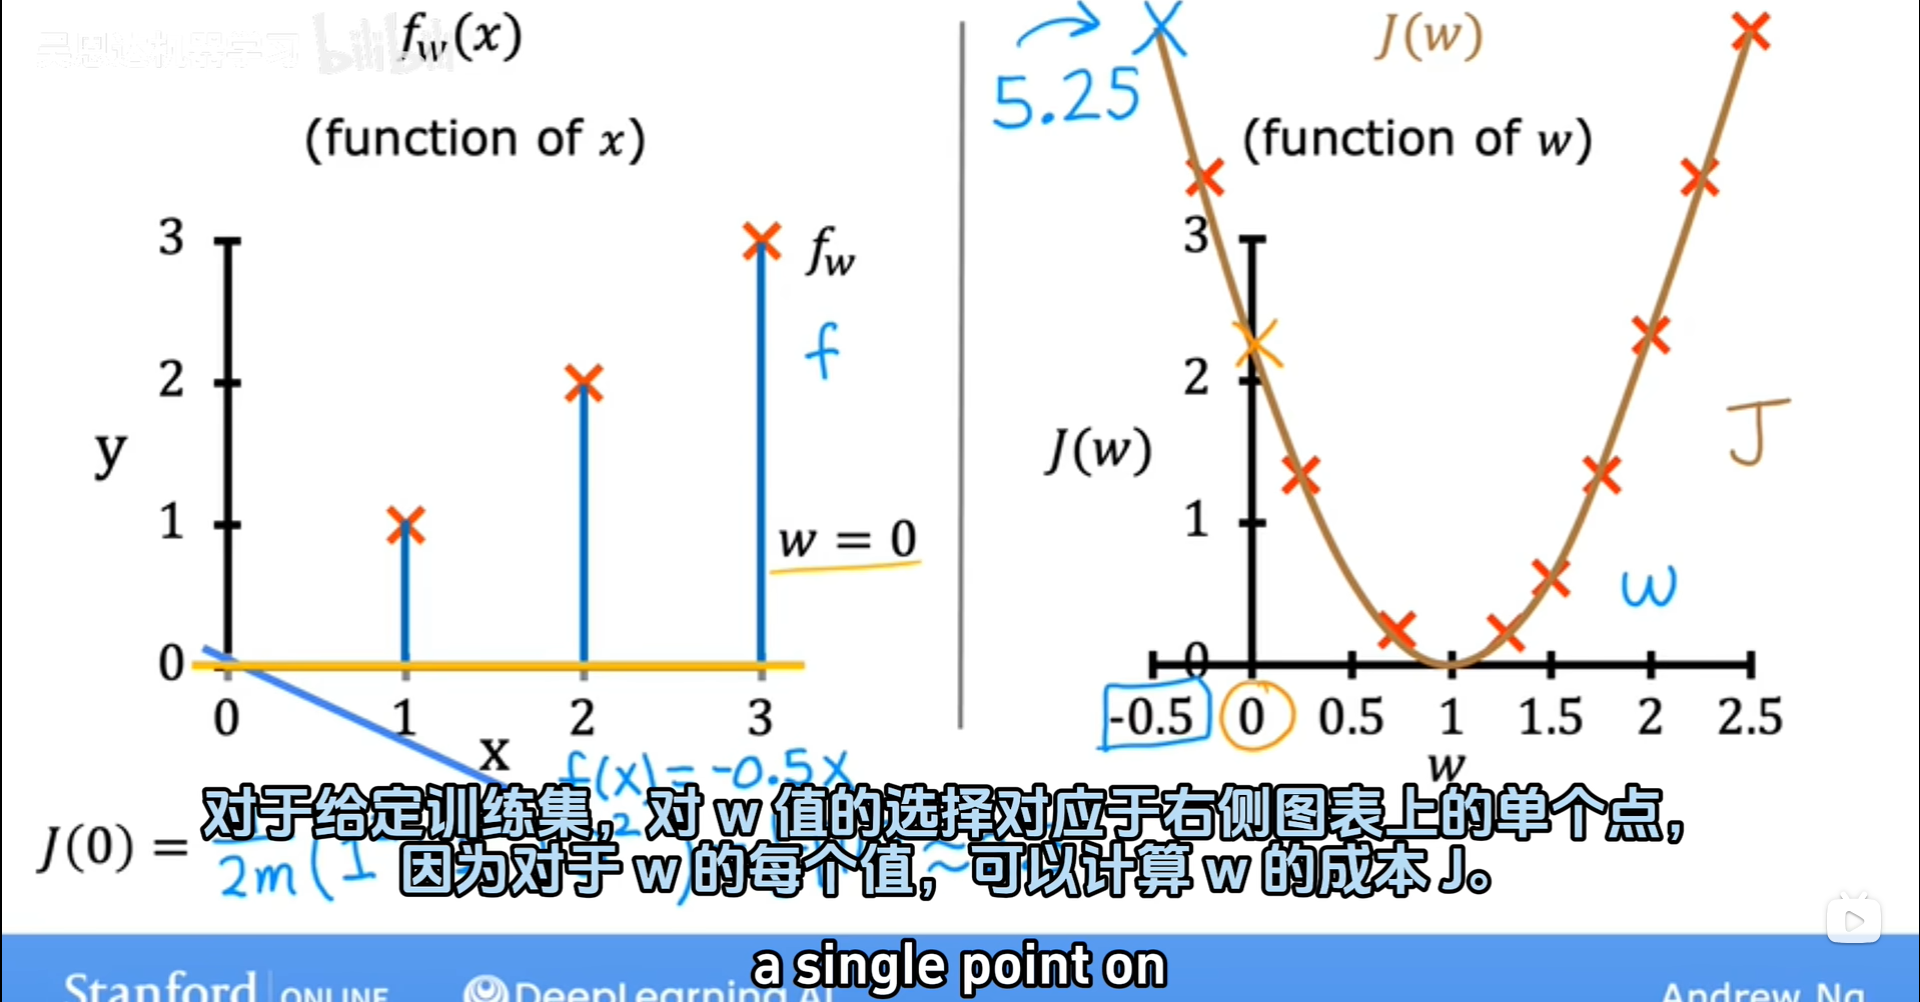 吴恩达机器学习 bilibili
f_w(x)
(function of x)
3
2
1
0
y
0 1 2 3
x
f_w
f
w = 0
f(x) = -0.5x
5.25
J(w)
(function of w)
3
2
1
0
J(w)
J
w
-0.5 0 0.5 1 1.5 2 2.5
w
J(0) =
2m(1
≈
对于给定训练集，对 w 值的选择对应于右侧图表上的单个点，
因为对于 w 的每个值，可以计算 w 的成本 J。
a single point on
Stanford ONLINE DeepLearning.AI Andrew Ng